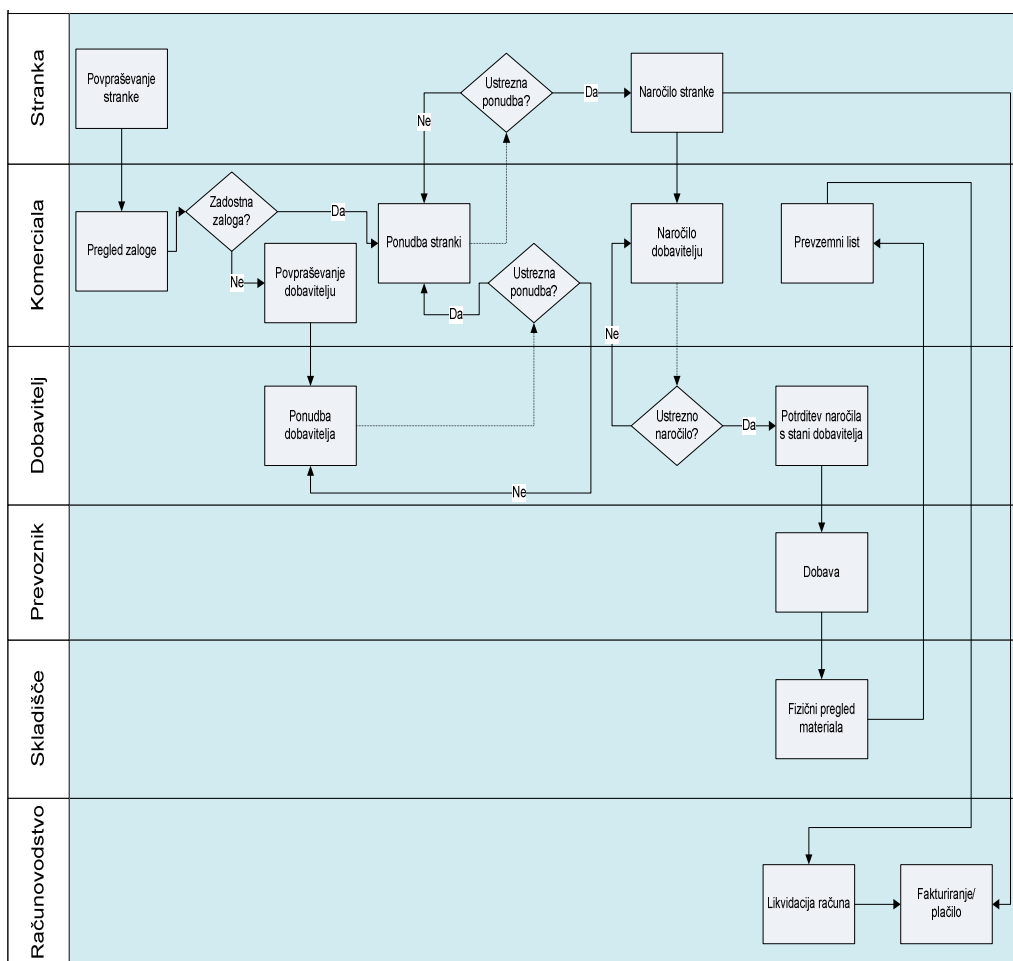 Stranka
Povpraševanje
stranke
Ustrezna
ponudba?
Da
Ne
Naročilo stranke
Komerciala
Pregled zaloge
Zadostna
zaloga?
Da
Ne
Povpraševanje
dobavitelju
Ponudba stranki
Ustrezna
ponudba?
Da
Naročilo
dobavitelju
Ne
Prevzemni list
Dobavitelj
Ponudba
dobavitelja
Ne
Ustrezno
naročilo?
Da
Potrditev naročila
s stani dobavitelja
Prevoznik
Dobava
Skladišče
Fizični pregled
materiala
Računovodstvo
Likvidacija računa
Fakturiranje/
plačilo